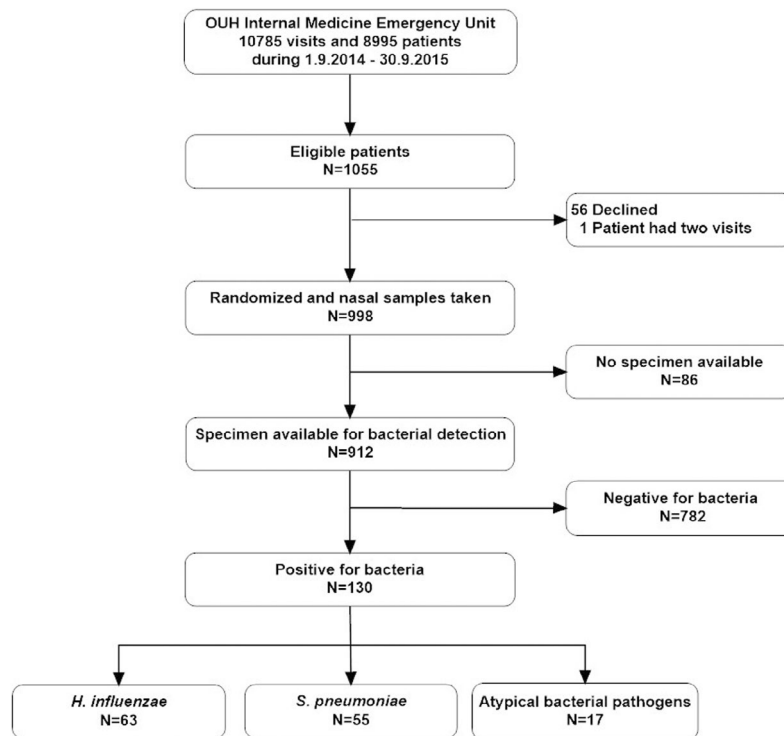 OUH Internal Medicine Emergency Unit
10785 visits and 8995 patients
during 1.9.2014 - 30.9.2015
Eligible patients
N=1055
56 Declined
1 Patient had two visits
Randomized and nasal samples taken
N=998
No specimen available
N=86
Specimen available for bacterial detection
N=912
Negative for bacteria
N=782
Positive for bacteria
N=130
H. influenzae
N=63
S. pneumoniae
N=55
Atypical bacterial pathogens
N=17